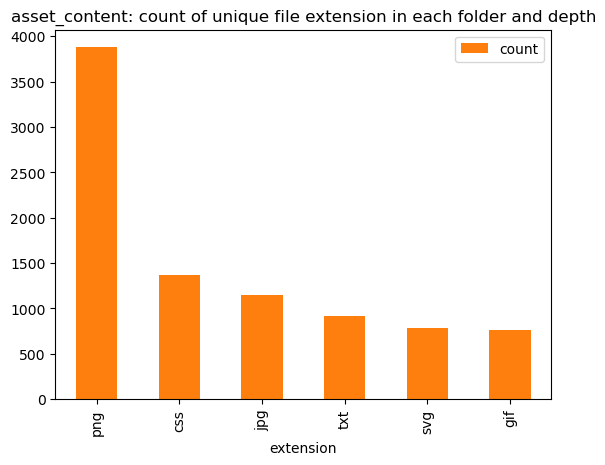 asset_content: count of unique file extension in each folder and depth
count
4000
3500
3000
2500
2000
1500
1000
500
0
png
css
jpg
txt
svg
gif
extension